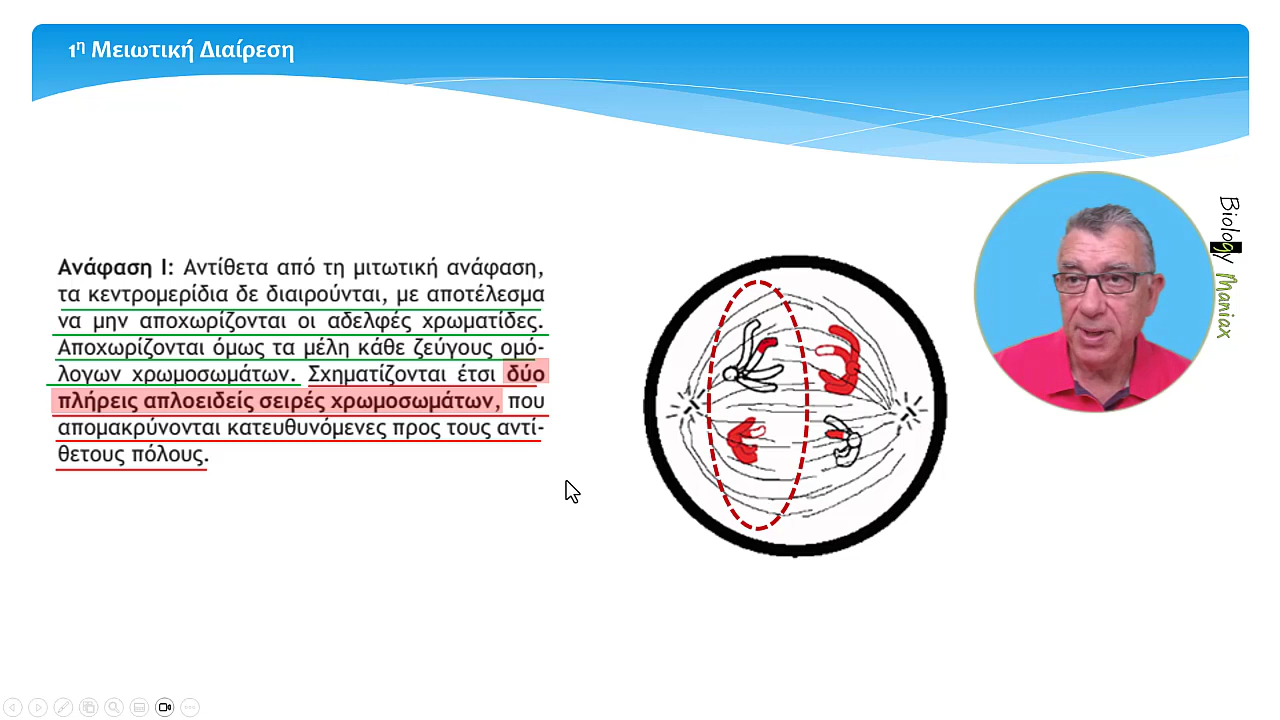 1η Μειωτική Διαίρεση
Ανάφαση Ι: Αντίθετα από τη μιτωτική ανάφαση,
τα κεντρομερίδια δε διαιρούνται, με αποτέλεσμα
να μην αποχωρίζονται οι αδελφές χρωματίδες.
Αποχωρίζονται όμως τα μέλη κάθε ζεύγους ομό-
λογων χρωμοσωμάτων. Σχηματίζονται έτσι δύο
πλήρεις απλοειδείς σειρές χρωμοσωμάτων, που
απομακρύνονται κατευθυνόμενες προς τους αντί-
θετους πόλους.
Biology Maniax